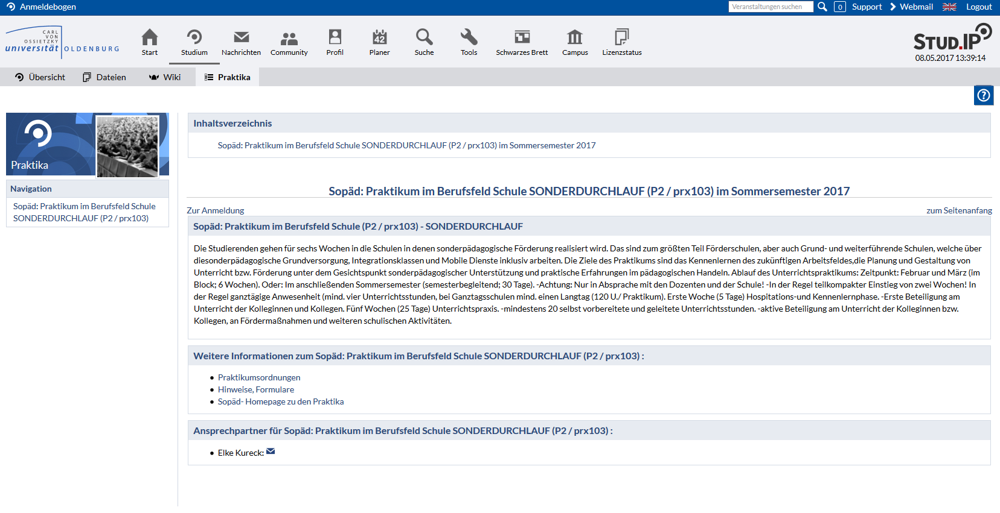 Anmeldebogen
Veranstaltungen suchen
0
Support
Webmail
Logout
CARL
VON
OSSIETZKY
universität OLDENBURG
Start
Studium
Nachrichten
Community
Profil
42
Planer
Suche
Tools
Schwarzes Brett
Campus
Lizenzstatus
STUD.IP
08.05.2017 13:39:14
Übersicht
Dateien
Wiki
Praktika
?
Praktika
Navigation
Sopäd: Praktikum im Berufsfeld Schule
SONDERDURCHLAUF (P2 / prx103)
Inhaltsverzeichnis
Sopäd: Praktikum im Berufsfeld Schule SONDERDURCHLAUF (P2 / prx103) im Sommersemester 2017
Sopäd: Praktikum im Berufsfeld Schule SONDERDURCHLAUF (P2 / prx103) im Sommersemester 2017
Zur Anmeldung
zum Seitenanfang
Sopäd: Praktikum im Berufsfeld Schule (P2 / prx103) - SONDERDURCHLAUF
Die Studierenden gehen für sechs Wochen in die Schulen in denen sonderpädagogische Förderung realisiert wird. Das sind zum größten Teil Förderschulen, aber auch Grund- und weiterführende Schulen, welche über
diesonderpädagogische Grundversorgung, Integrationsklassen und Mobile Dienste inklusiv arbeiten. Die Ziele des Praktikums sind das Kennenlernen des zukünftigen Arbeitsfeldes,die Planung und Gestaltung von
Unterricht bzw. Förderung unter dem Gesichtspunkt sonderpädagogischer Unterstützung und praktische Erfahrungen im pädagogischen Handeln. Ablauf des Unterrichtspraktikums: Zeitpunkt: Februar und März (im
Block; 6 Wochen). Oder: Im anschließenden Sommersemester (semesterbegleitend; 30 Tage). -Achtung: Nur in Absprache mit den Dozenten und der Schule! -In der Regel teilkompakter Einstieg von zwei Wochen! In
der Regel ganztägige Anwesenheit (mind. vier Unterrichtsstunden, bei Ganztagsschulen mind. einen Langtag (120 U./ Praktikum). Erste Woche (5 Tage) Hospitations-und Kennenlernphase. -Erste Beteiligung am
Unterricht der Kolleginnen und Kollegen. Fünf Wochen (25 Tage) Unterrichtspraxis. -mindestens 20 selbst vorbereitete und geleitete Unterrichtsstunden. -aktive Beteiligung am Unterricht der Kolleginnen bzw.
Kollegen, an Fördermaßnahmen und weiteren schulischen Aktivitäten.
Weitere Informationen zum Sopäd: Praktikum im Berufsfeld Schule SONDERDURCHLAUF (P2 / prx103) :
• Praktikumsordnungen
• Hinweise, Formulare
• Sopäd- Homepage zu den Praktika
Ansprechpartner für Sopäd: Praktikum im Berufsfeld Schule SONDERDURCHLAUF (P2 / prx103) :
• Elke Kureck: